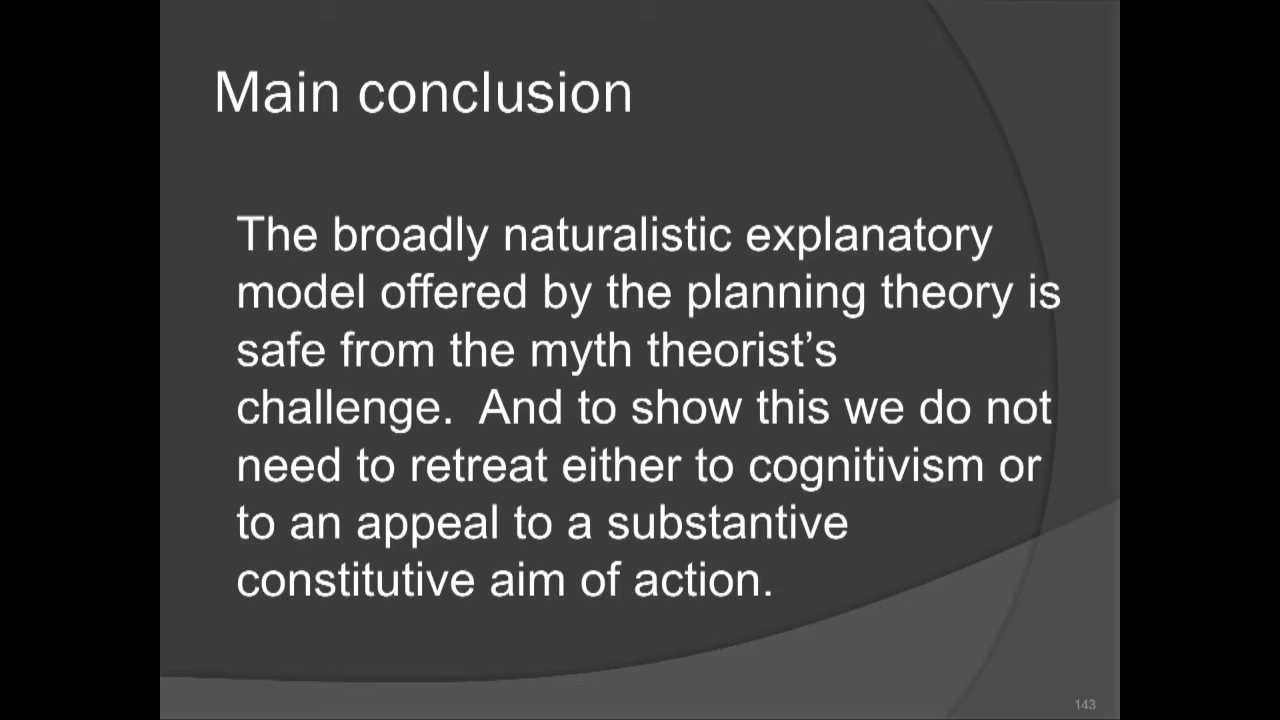 Main conclusion
The broadly naturalistic explanatory
model offered by the planning theory is
safe from the myth theorist’s
challenge.  And to show this we do not
need to retreat either to cognitivism or
to an appeal to a substantive
constitutive aim of action.
143